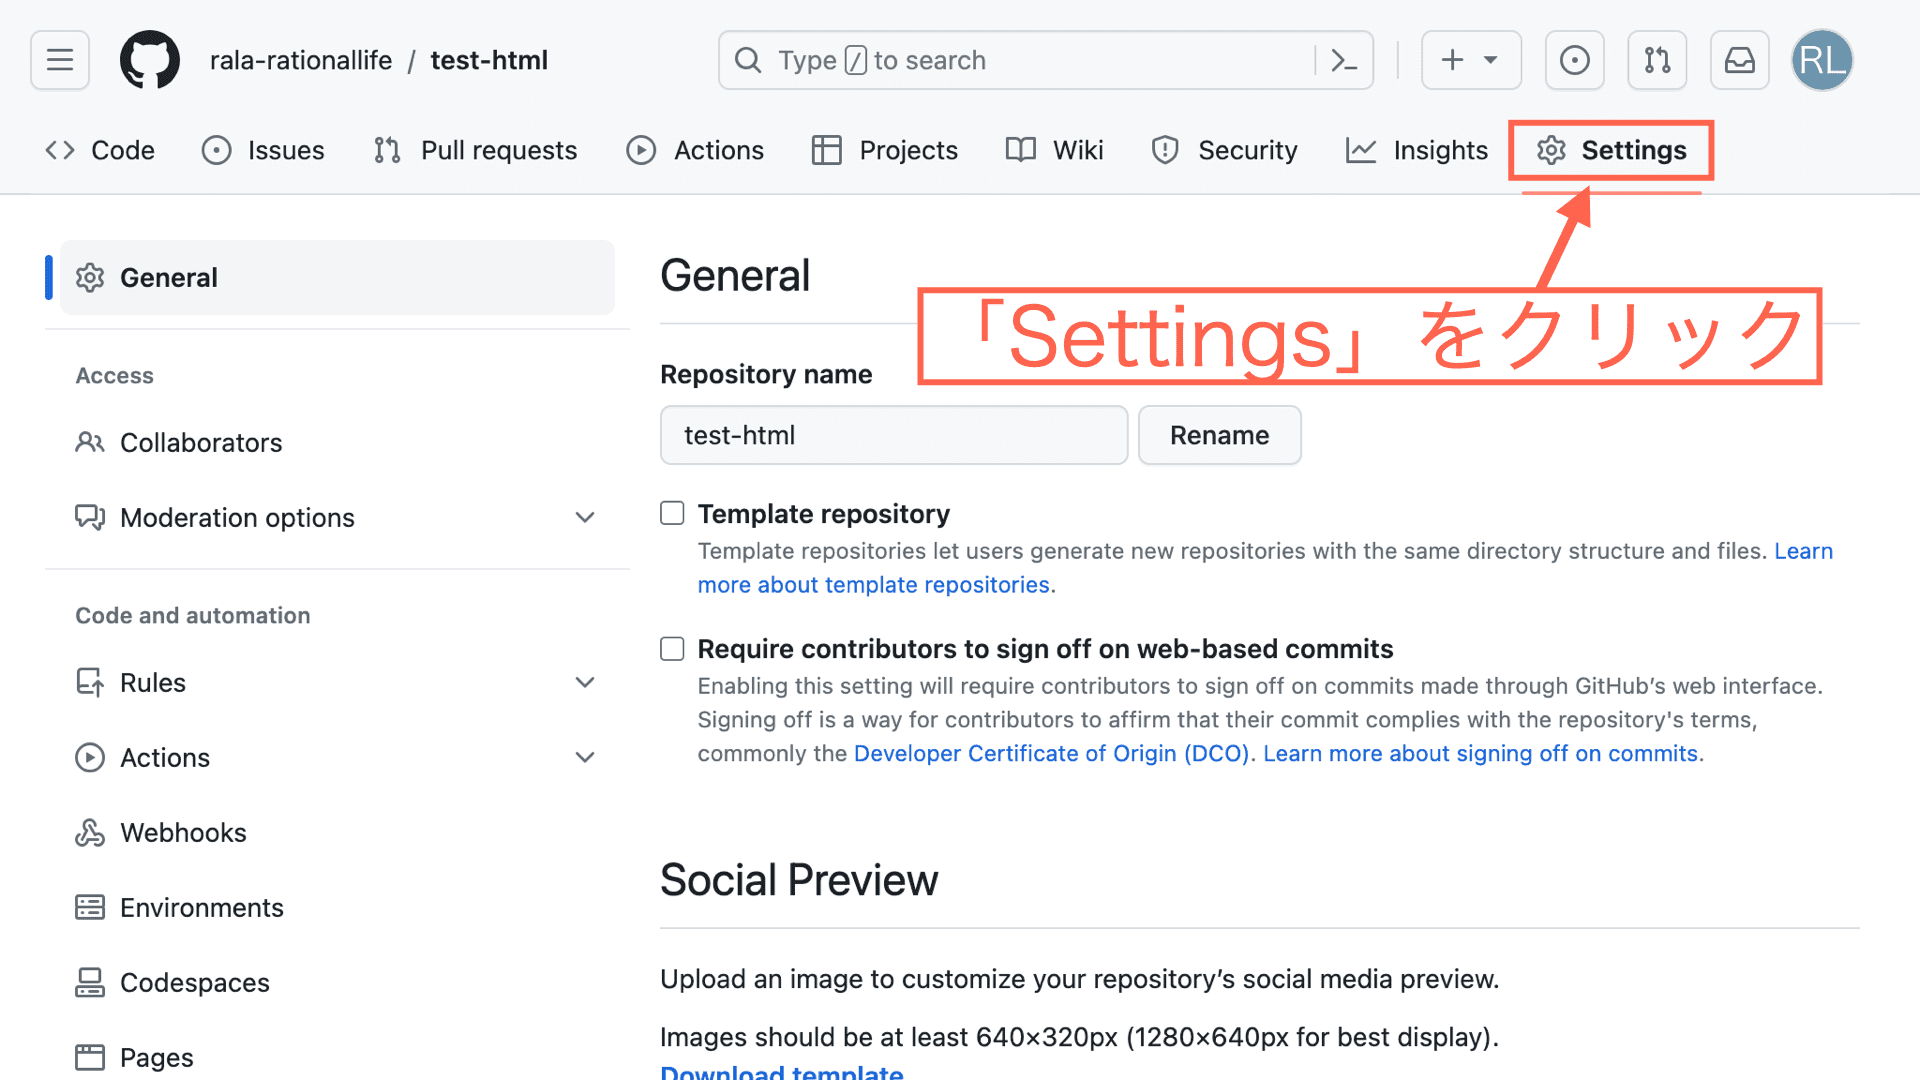 rala-rationallife / test-html
Type / to search
RL
Code
Issues
Pull requests
Actions
Projects
Wiki
Security
Insights
Settings
General
Access
Collaborators
Moderation options
Code and automation
Rules
Actions
Webhooks
Environments
Codespaces
Pages
General
「Settings」をクリック
Repository name
test-html
Rename
Template repository
Template repositories let users generate new repositories with the same directory structure and files. Learn
more about template repositories.
Require contributors to sign off on web-based commits
Enabling this setting will require contributors to sign off on commits made through GitHub’s web interface.
Signing off is a way for contributors to affirm that their commit complies with the repository's terms,
commonly the Developer Certificate of Origin (DCO). Learn more about signing off on commits.
Social Preview
Upload an image to customize your repository’s social media preview.
Images should be at least 640×320px (1280×640px for best display).
Download template